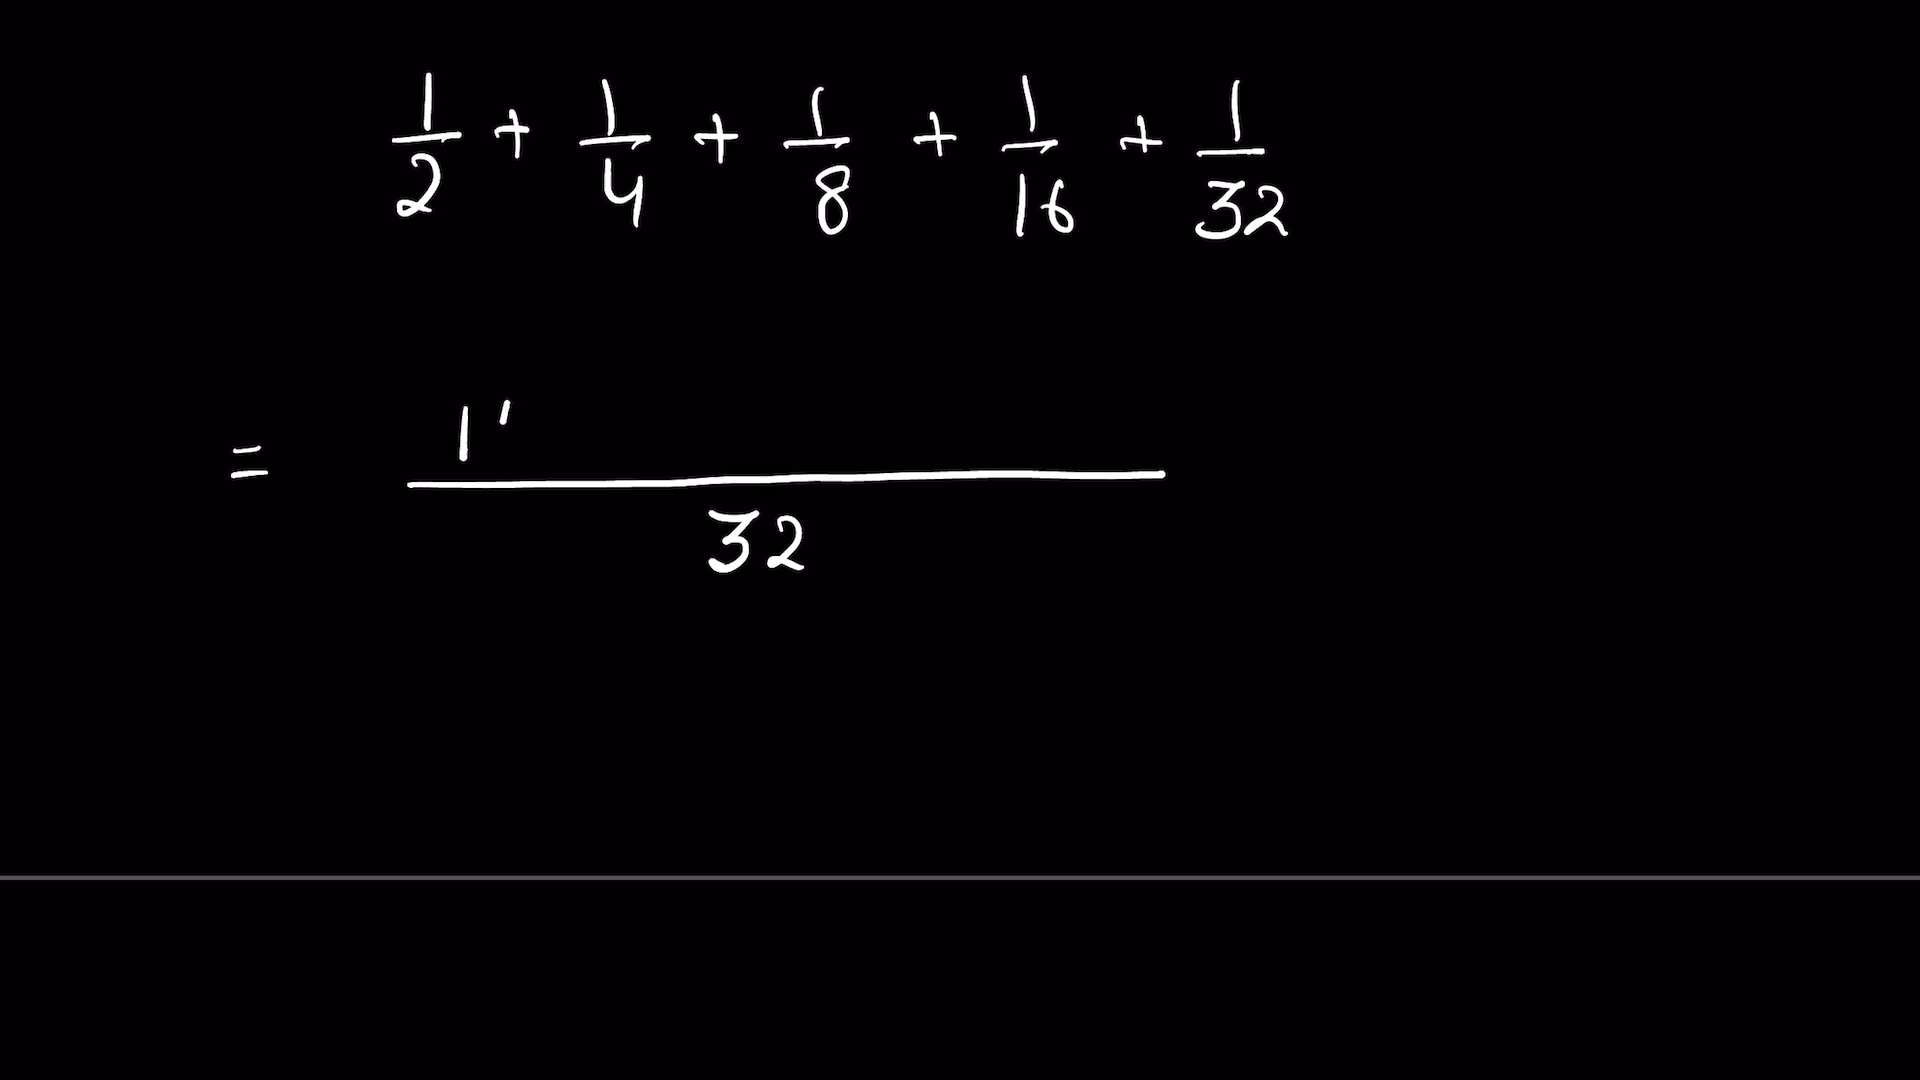 1/2 + 1/4 + 1/8 + 1/16 + 1/32
= 1'/32